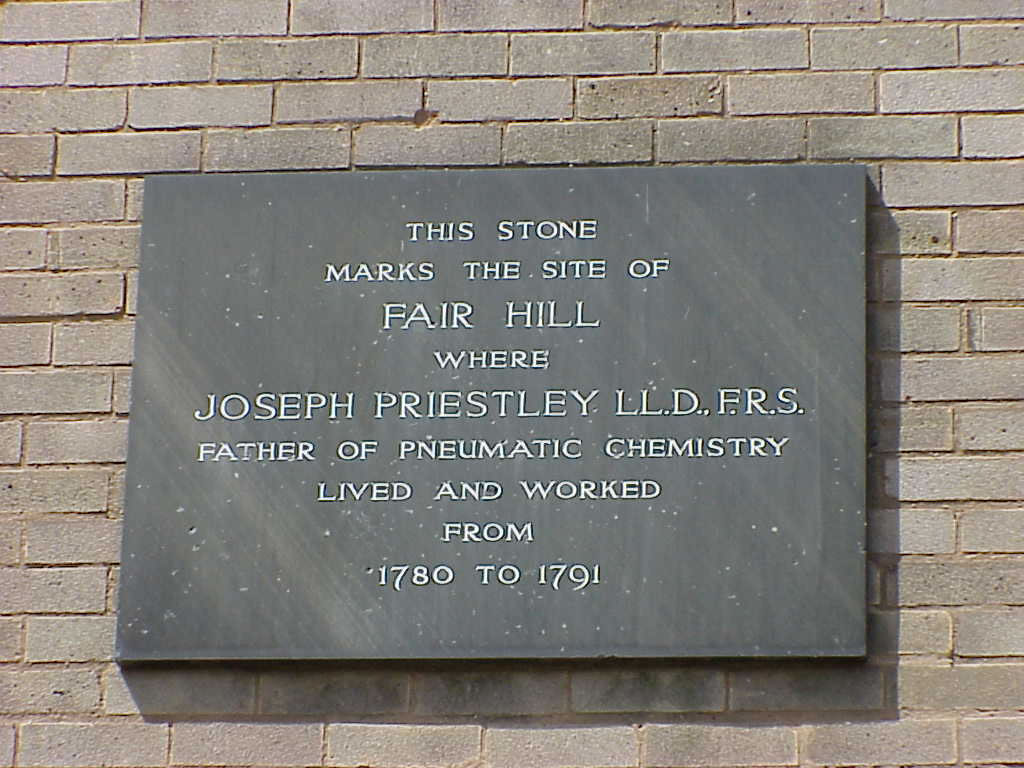 THIS STONE
MARKS THE SITE OF
FAIR HILL
WHERE
JOSEPH PRIESTLEY LL.D., F.R.S.
FATHER OF PNEUMATIC CHEMISTRY
LIVED AND WORKED
FROM
1780 TO 1791